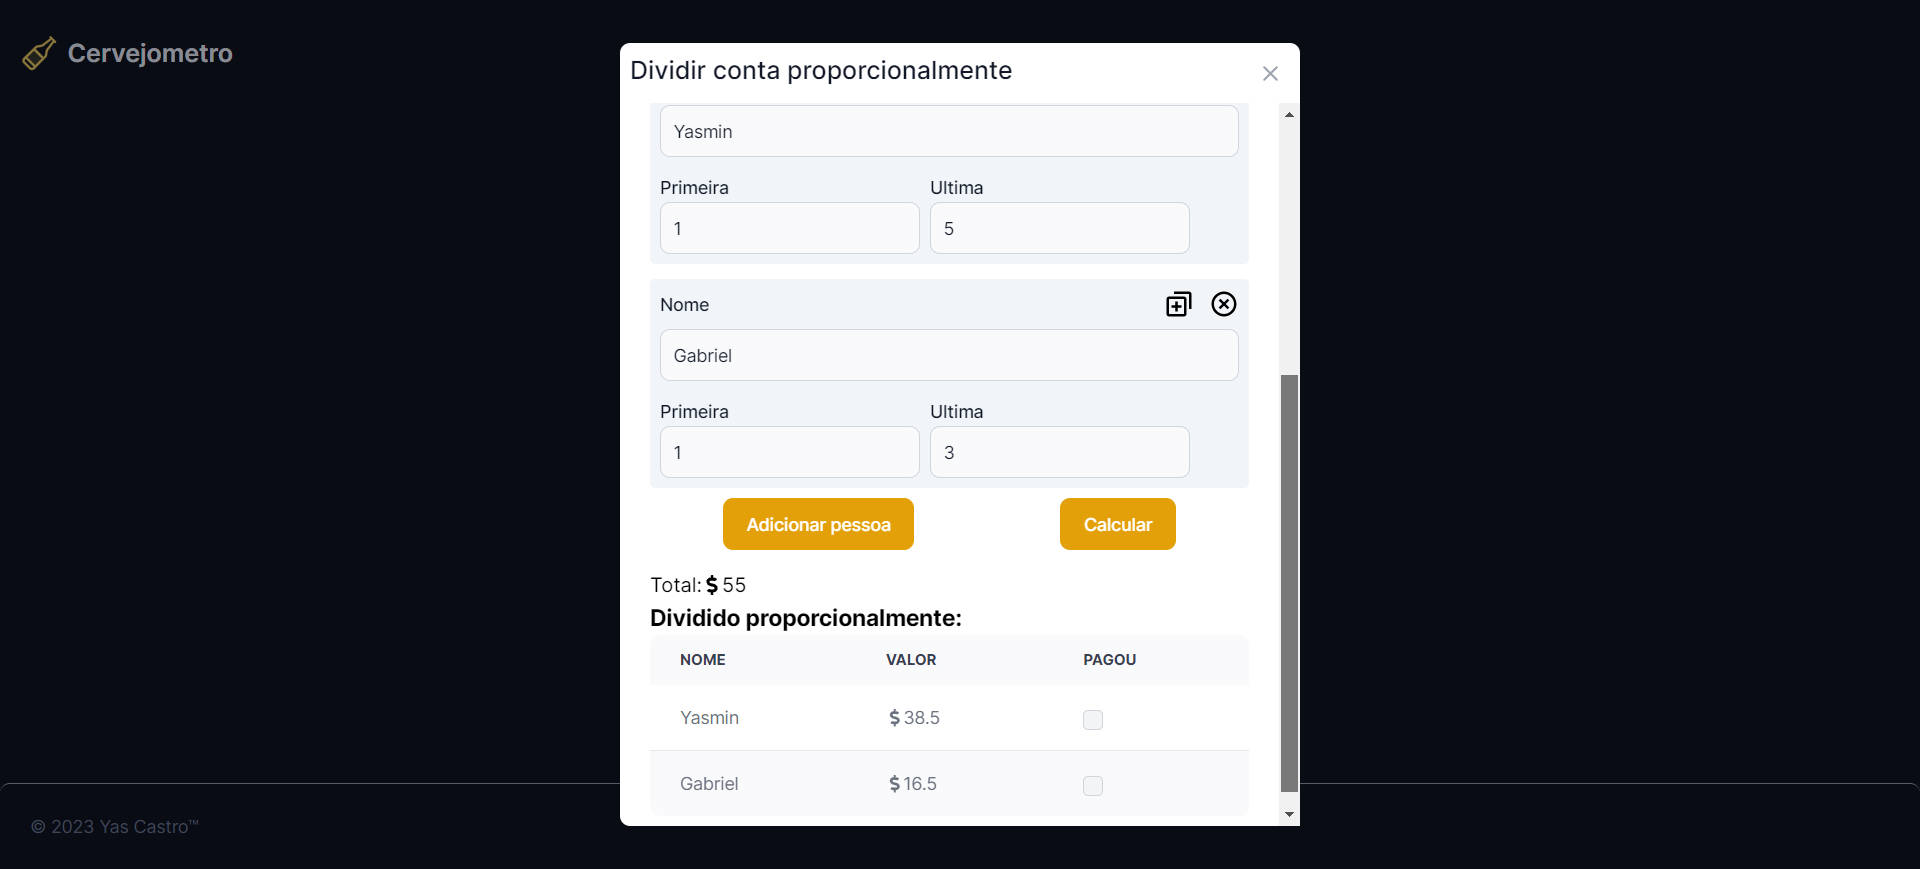 Cervejometro
Dividir conta proporcionalmente
Yasmin
Primeira Ultima
1 5
Nome
Gabriel
Primeira Ultima
1 3
Adicionar pessoa Calcular
Total: $ 55
Dividido proporcionalmente:
NOME VALOR PAGOU
Yasmin $ 38.5
Gabriel $ 16.5
© 2023 Yas Castro™